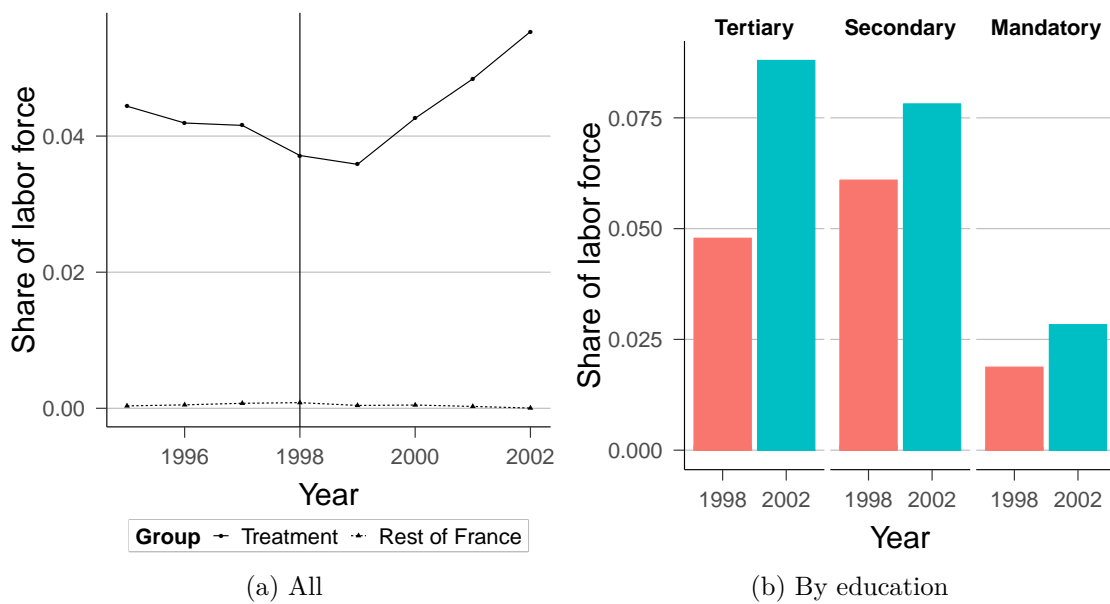 Share of labor force
0.04
0.02
0.00
1996 1998 2000 2002
Year
Group Treatment Rest of France
(a) All
Tertiary Secondary Mandatory
Share of labor force
0.075
0.050
0.025
0.000
1998 2002 1998 2002 1998 2002
Year
(b) By education